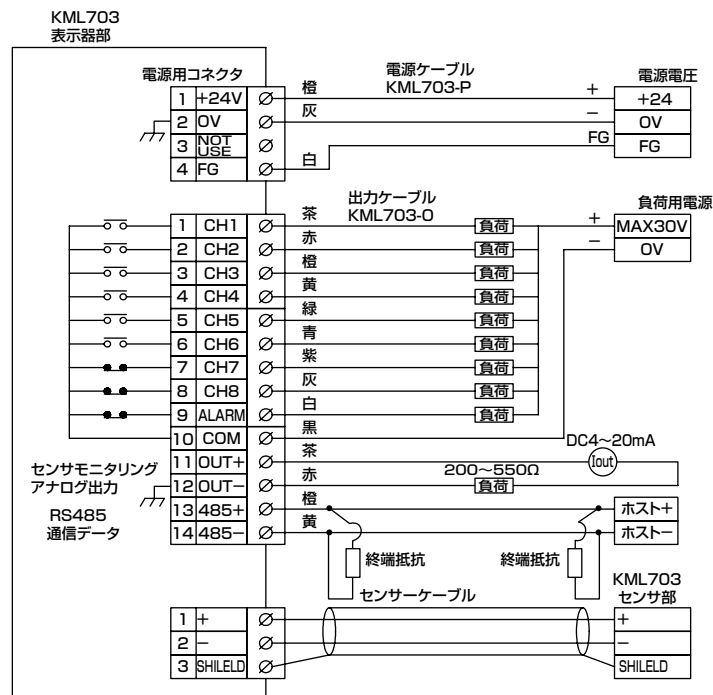 KML703
表示器部
電源用コネクタ
電源ケーブル
KML703-P
電源電圧
1 +24V 橙 + +24
2 0V 灰 − 0V
3 NOT USE
4 FG 白 FG FG
出力ケーブル
KML703-O
負荷用電源
1 CH1 茶 負荷 + MAX30V
2 CH2 赤 負荷 − 0V
3 CH3 橙 負荷
4 CH4 黄 負荷
5 CH5 緑 負荷
6 CH6 青 負荷
7 CH7 紫 負荷
8 CH8 灰 負荷
9 ALARM 白 負荷
10 COM 黒
DC4~20mA
11 OUT+ 茶 Iout
センサモニタリング
アナログ出力
200~550Ω
12 OUT− 赤 負荷
RS485
通信データ
13 485+ 橙 ホスト+
14 485− 黄 ホスト−
終端抵抗 終端抵抗
センサーケーブル
KML703
センサ部
1 + +
2 − −
3 SHILELD SHILELD